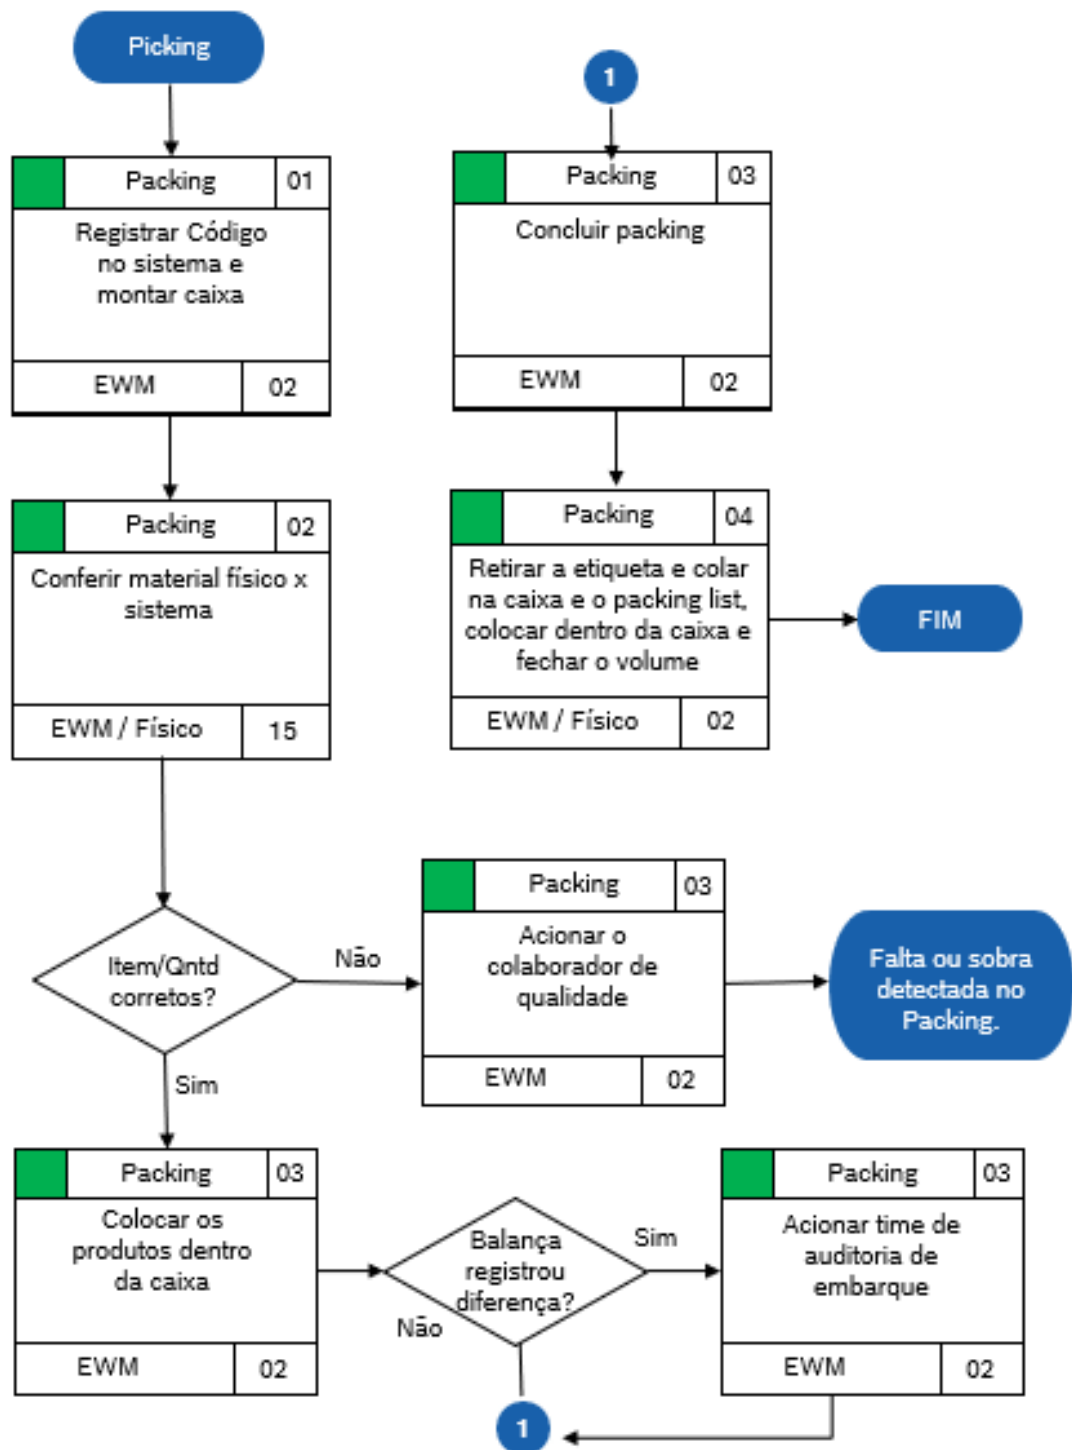 Picking
Packing 01
Registrar Código
no sistema e
montar caixa
EWM 02
Packing 02
Conferir material físico x
sistema
EWM / Físico 15
Item/Qntd
corretos?
Não
Sim
Packing 03
Acionar o
colaborador de
qualidade
EWM 02
Falta ou sobra
detectada no
Packing.
Packing 03
Colocar os
produtos dentro
da caixa
EWM 02
Balança
registrou
diferença?
Sim
Não
Packing 03
Acionar time de
auditoria de
embarque
EWM 02
1
1
Packing 03
Concluir packing
EWM 02
Packing 04
Retirar a etiqueta e colar
na caixa e o packing list,
colocar dentro da caixa e
fechar o volume
EWM / Físico 02
FIM